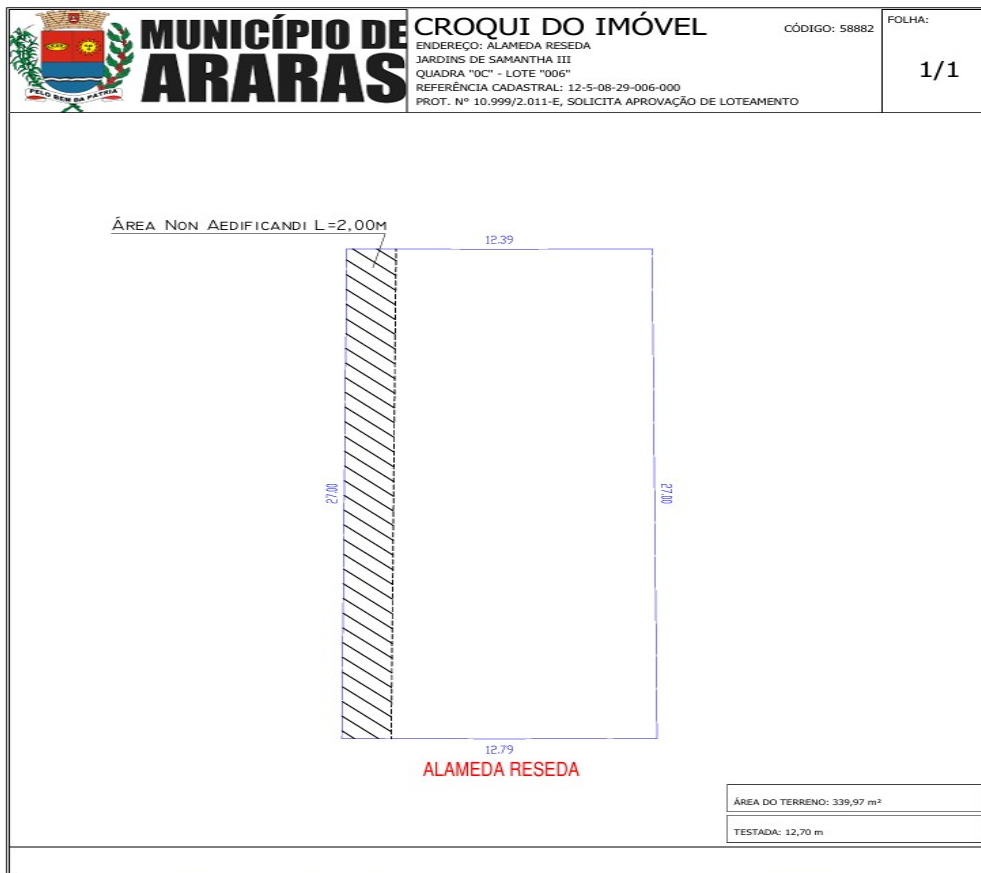 MUNICÍPIO DE
ARARAS
PELO BEM DA PATRIA
CROQUI DO IMÓVEL
CÓDIGO: 58882
ENDEREÇO: ALAMEDA RESEDA
JARDINS DE SAMANTHA III
QUADRA "0C" - LOTE "006"
REFERÊNCIA CADASTRAL: 12-5-08-29-006-000
PROT. Nº 10.999/2.011-E, SOLICITA APROVAÇÃO DE LOTEAMENTO
FOLHA:
1/1
ÁREA NON AEDIFICANDI L=2,00M
12.39
27.00
27.00
12.79
ALAMEDA RESEDA
ÁREA DO TERRENO: 339,97 m²
TESTADA: 12,70 m